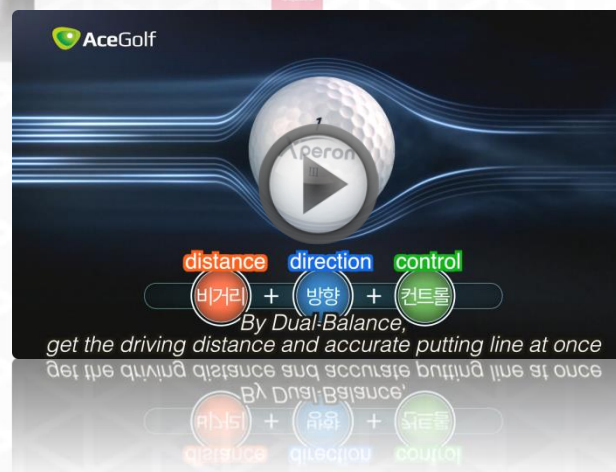 AceGolf
1
Aperon
distance direction control
비거리 + 방향 + 컨트롤
By Dual-Balance,
get the driving distance and accurate putting line at once